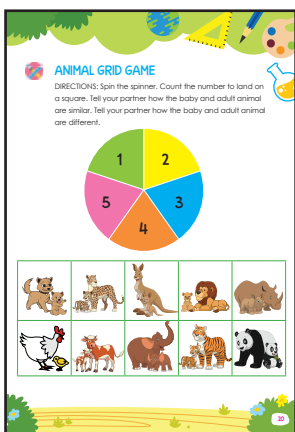 ANIMAL GRID GAME
DIRECTIONS: Spin the spinner. Count the number to land on
a square. Tell your partner how the baby and adult animal
are similar. Tell your partner how the baby and adult animal
are different.
1
2
5
3
4
20